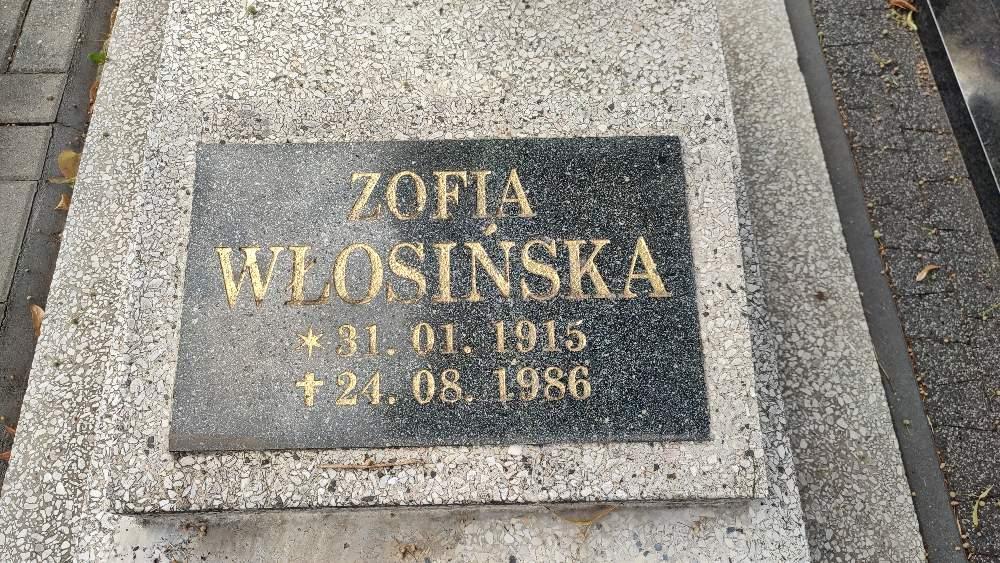 ZOFIA
WŁOSIŃSKA
* 31. 01. 1915
✝ 24. 08. 1986